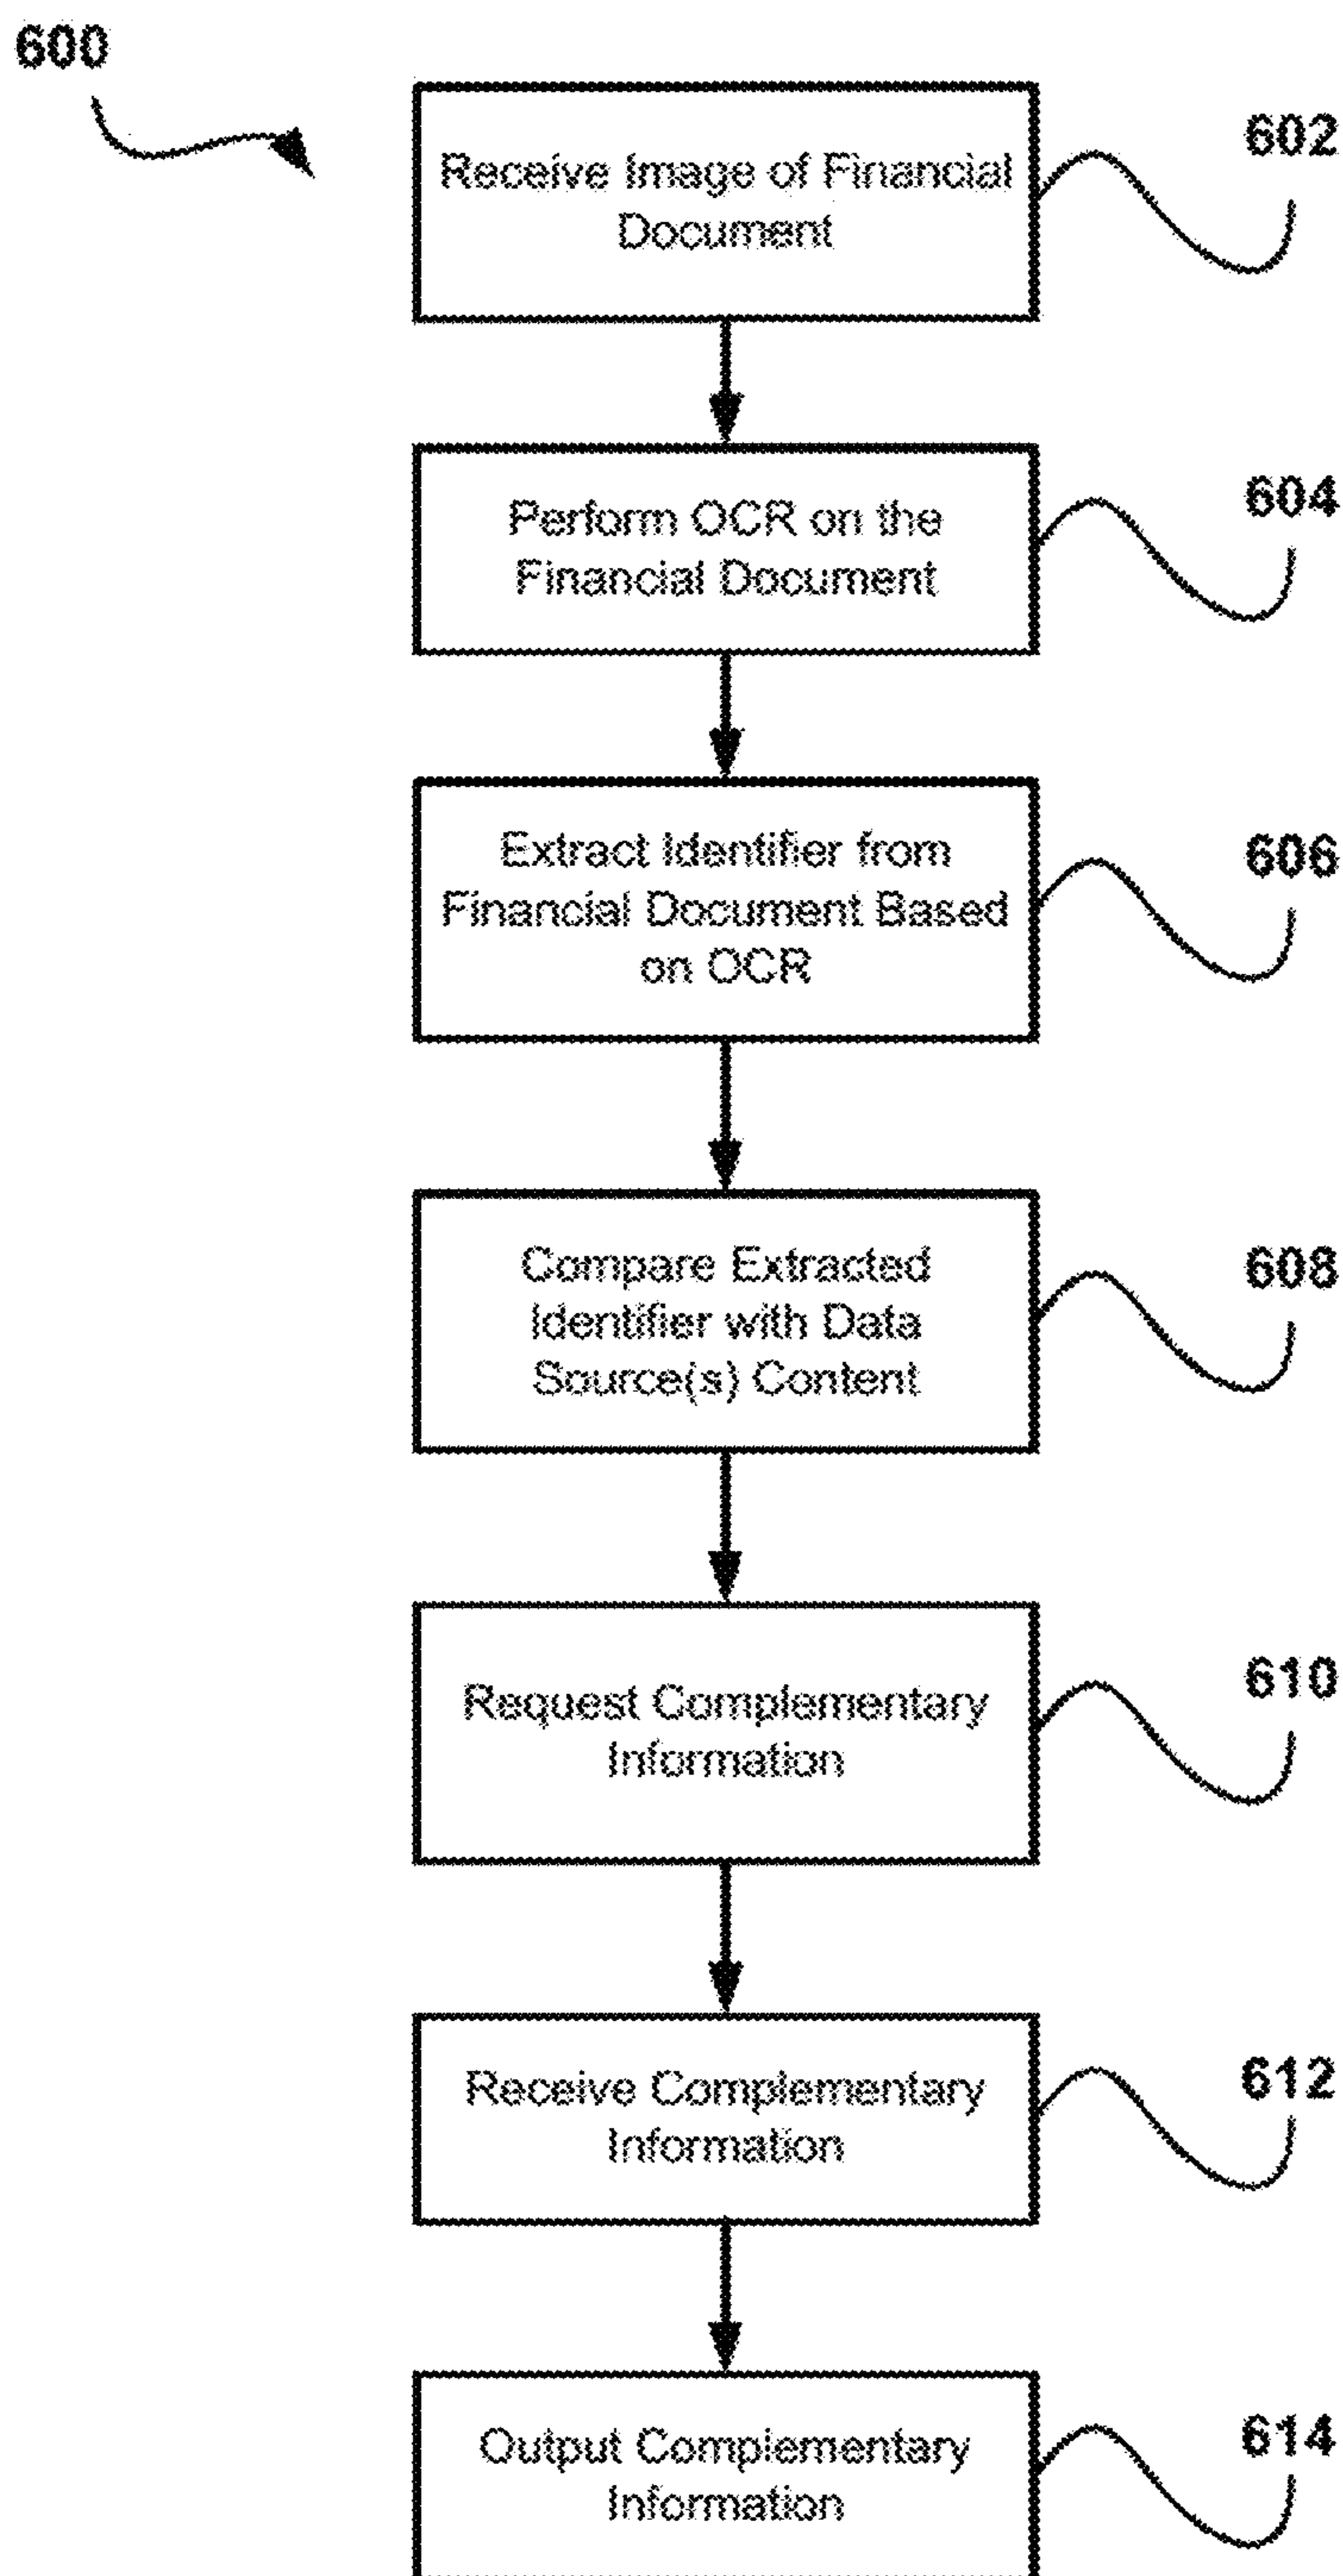 600
Receive Image of Financial
Document
602
Perform OCR on the
Financial Document
604
Extract Identifier from
Financial Document Based
on OCR
606
Compare Extracted
Identifier with Data
Source(s) Content
608
Request Complementary
Information
610
Receive Complementary
Information
612
Output Complementary
Information
614